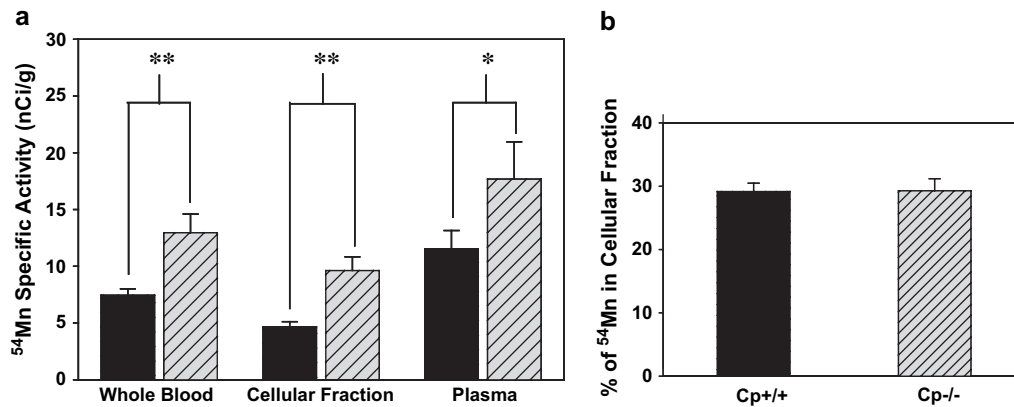 a
⁵⁴Mn Specific Activity (nCi/g)
30
25
20
15
10
5
0
**
**
*
Whole Blood
Cellular Fraction
Plasma
b
% of ⁵⁴Mn in Cellular Fraction
40
30
20
10
0
Cp+/+
Cp-/-